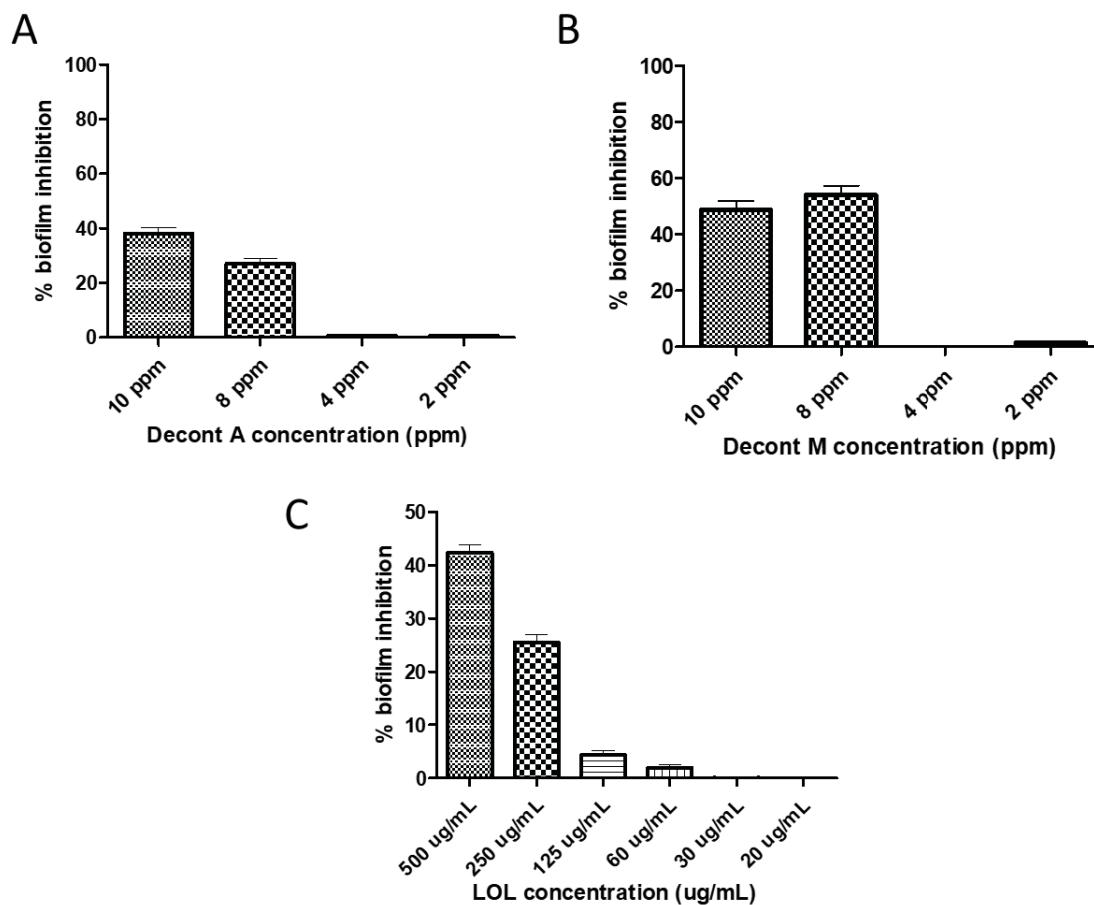 A
% biofilm inhibition
100
80
60
40
20
0
10 ppm
8 ppm
4 ppm
2 ppm
Decont A concentration (ppm)
B
% biofilm inhibition
100
80
60
40
20
0
10 ppm
8 ppm
4 ppm
2 ppm
Decont M concentration (ppm)
C
% biofilm inhibition
50
40
30
20
10
0
500 ug/mL
250 ug/mL
125 ug/mL
60 ug/mL
30 ug/mL
20 ug/mL
LOL concentration (ug/mL)